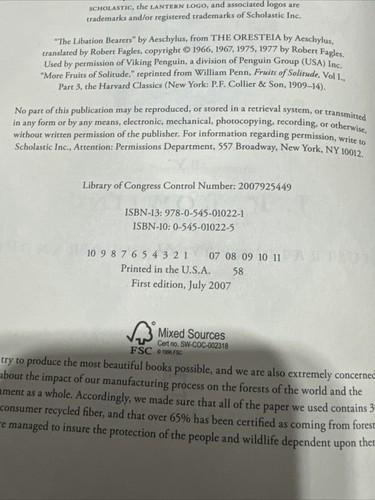 SCHOLASTIC, the LANTERN LOGO, and associated logos are
trademarks and/or registered trademarks of Scholastic Inc.
"The Libation Bearers" by Aeschylus, from THE ORESTEIA by Aeschylus,
translated by Robert Fagles, copyright © 1966, 1967, 1975, 1977 by Robert Fagles.
Used by permission of Viking Penguin, a division of Penguin Group (USA) Inc.
"More Fruits of Solitude," reprinted from William Penn, Fruits of Solitude, Vol 1.,
Part 3, the Harvard Classics (New York: P.F. Collier & Son, 1909–14).
No part of this publication may be reproduced, or stored in a retrieval system, or transmitted
in any form or by any means, electronic, mechanical, photocopying, recording, or otherwise,
without written permission of the publisher. For information regarding permission, write to
Scholastic Inc., Attention: Permissions Department, 557 Broadway, New York, NY 10012.
Library of Congress Control Number: 2007925449
ISBN-13: 978-0-545-01022-1
ISBN-10: 0-545-01022-5
10 9 8 7 6 5 4 3 2 1 07 08 09 10 11
Printed in the U.S.A. 58
First edition, July 2007
Mixed Sources
Cert no. SW-COC-002318
FSC © 1996 FSC
try to produce the most beautiful books possible, and we are also extremely concerned
about the impact of our manufacturing process on the forests of the world and the
nment as a whole. Accordingly, we made sure that all of the paper we used contains 3
consumer recycled fiber, and that over 65% has been certified as coming from forest
re managed to insure the protection of the people and wildlife dependent upon them